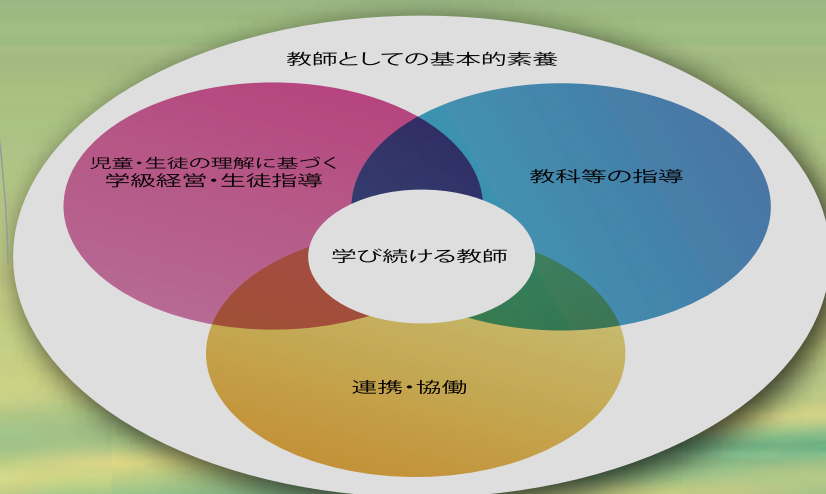 教師としての基本的素養
児童・生徒の理解に基づく
学級経営・生徒指導
教科等の指導
学び続ける教師
連携・協働